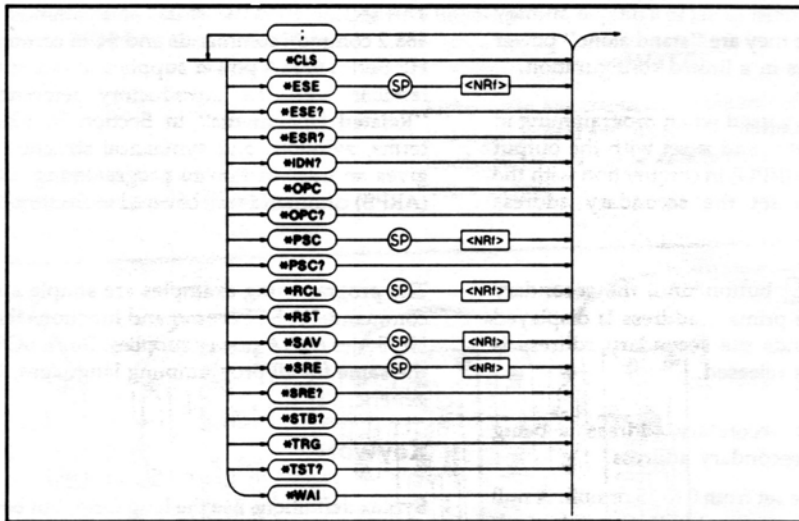 :
*CLS
*ESE SP <NRf>
*ESE?
*ESR?
*IDN?
*OPC
*OPC?
*PSC SP <NRf>
*PSC?
*RCL SP <NRf>
*RST
*SAV SP <NRf>
*SRE SP <NRf>
*SRE?
*STB?
*TRG
*TST?
*WAI